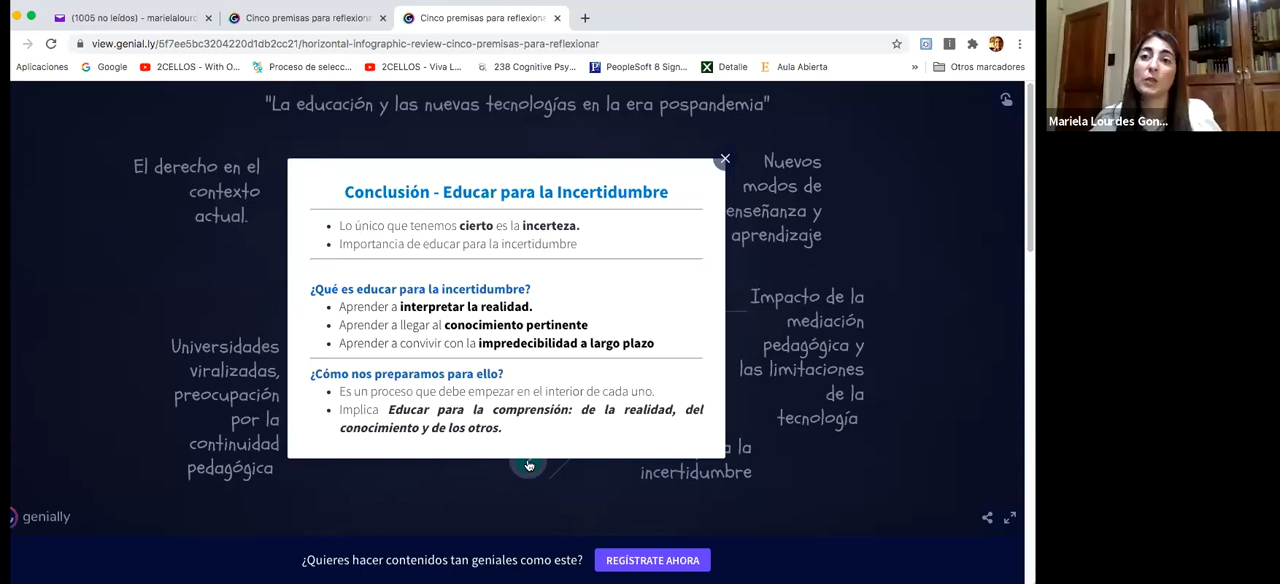 (1005 no leídos) - marielalourd
Cinco premisas para reflexiona
Cinco premisas para reflexiona
view.genial.ly/5f7ee5bc3204220d1db2cc21/horizontal-infographic-review-cinco-premisas-para-reflexionar
Aplicaciones
Google
2CELLOS - With O...
Proceso de selecc...
2CELLOS - Viva L...
238 Cognitive Psy...
PeopleSoft 8 Sign...
Detalle
Aula Abierta
»
Otros marcadores
"La educación y las nuevas tecnologías en la era pospandemia"
El derecho en el
contexto
actual.
Universidades
viralizadas,
preocupación
por la
continuidad
pedagógica
Conclusión - Educar para la Incertidumbre
• Lo único que tenemos cierto es la incerteza.
• Importancia de educar para la incertidumbre
¿Qué es educar para la incertidumbre?
• Aprender a interpretar la realidad.
• Aprender a llegar al conocimiento pertinente
• Aprender a convivir con la impredecibilidad a largo plazo
¿Cómo nos preparamos para ello?
• Es un proceso que debe empezar en el interior de cada uno.
• Implica Educar para la comprensión: de la realidad, del
conocimiento y de los otros.
Nuevos
modos de
enseñanza y
aprendizaje
Impacto de la
mediación
pedagógica y
las limitaciones
de la
tecnología
a la
incertidumbre
genially
¿Quieres hacer contenidos tan geniales como este?
REGÍSTRATE AHORA
Mariela Lourdes Gon...